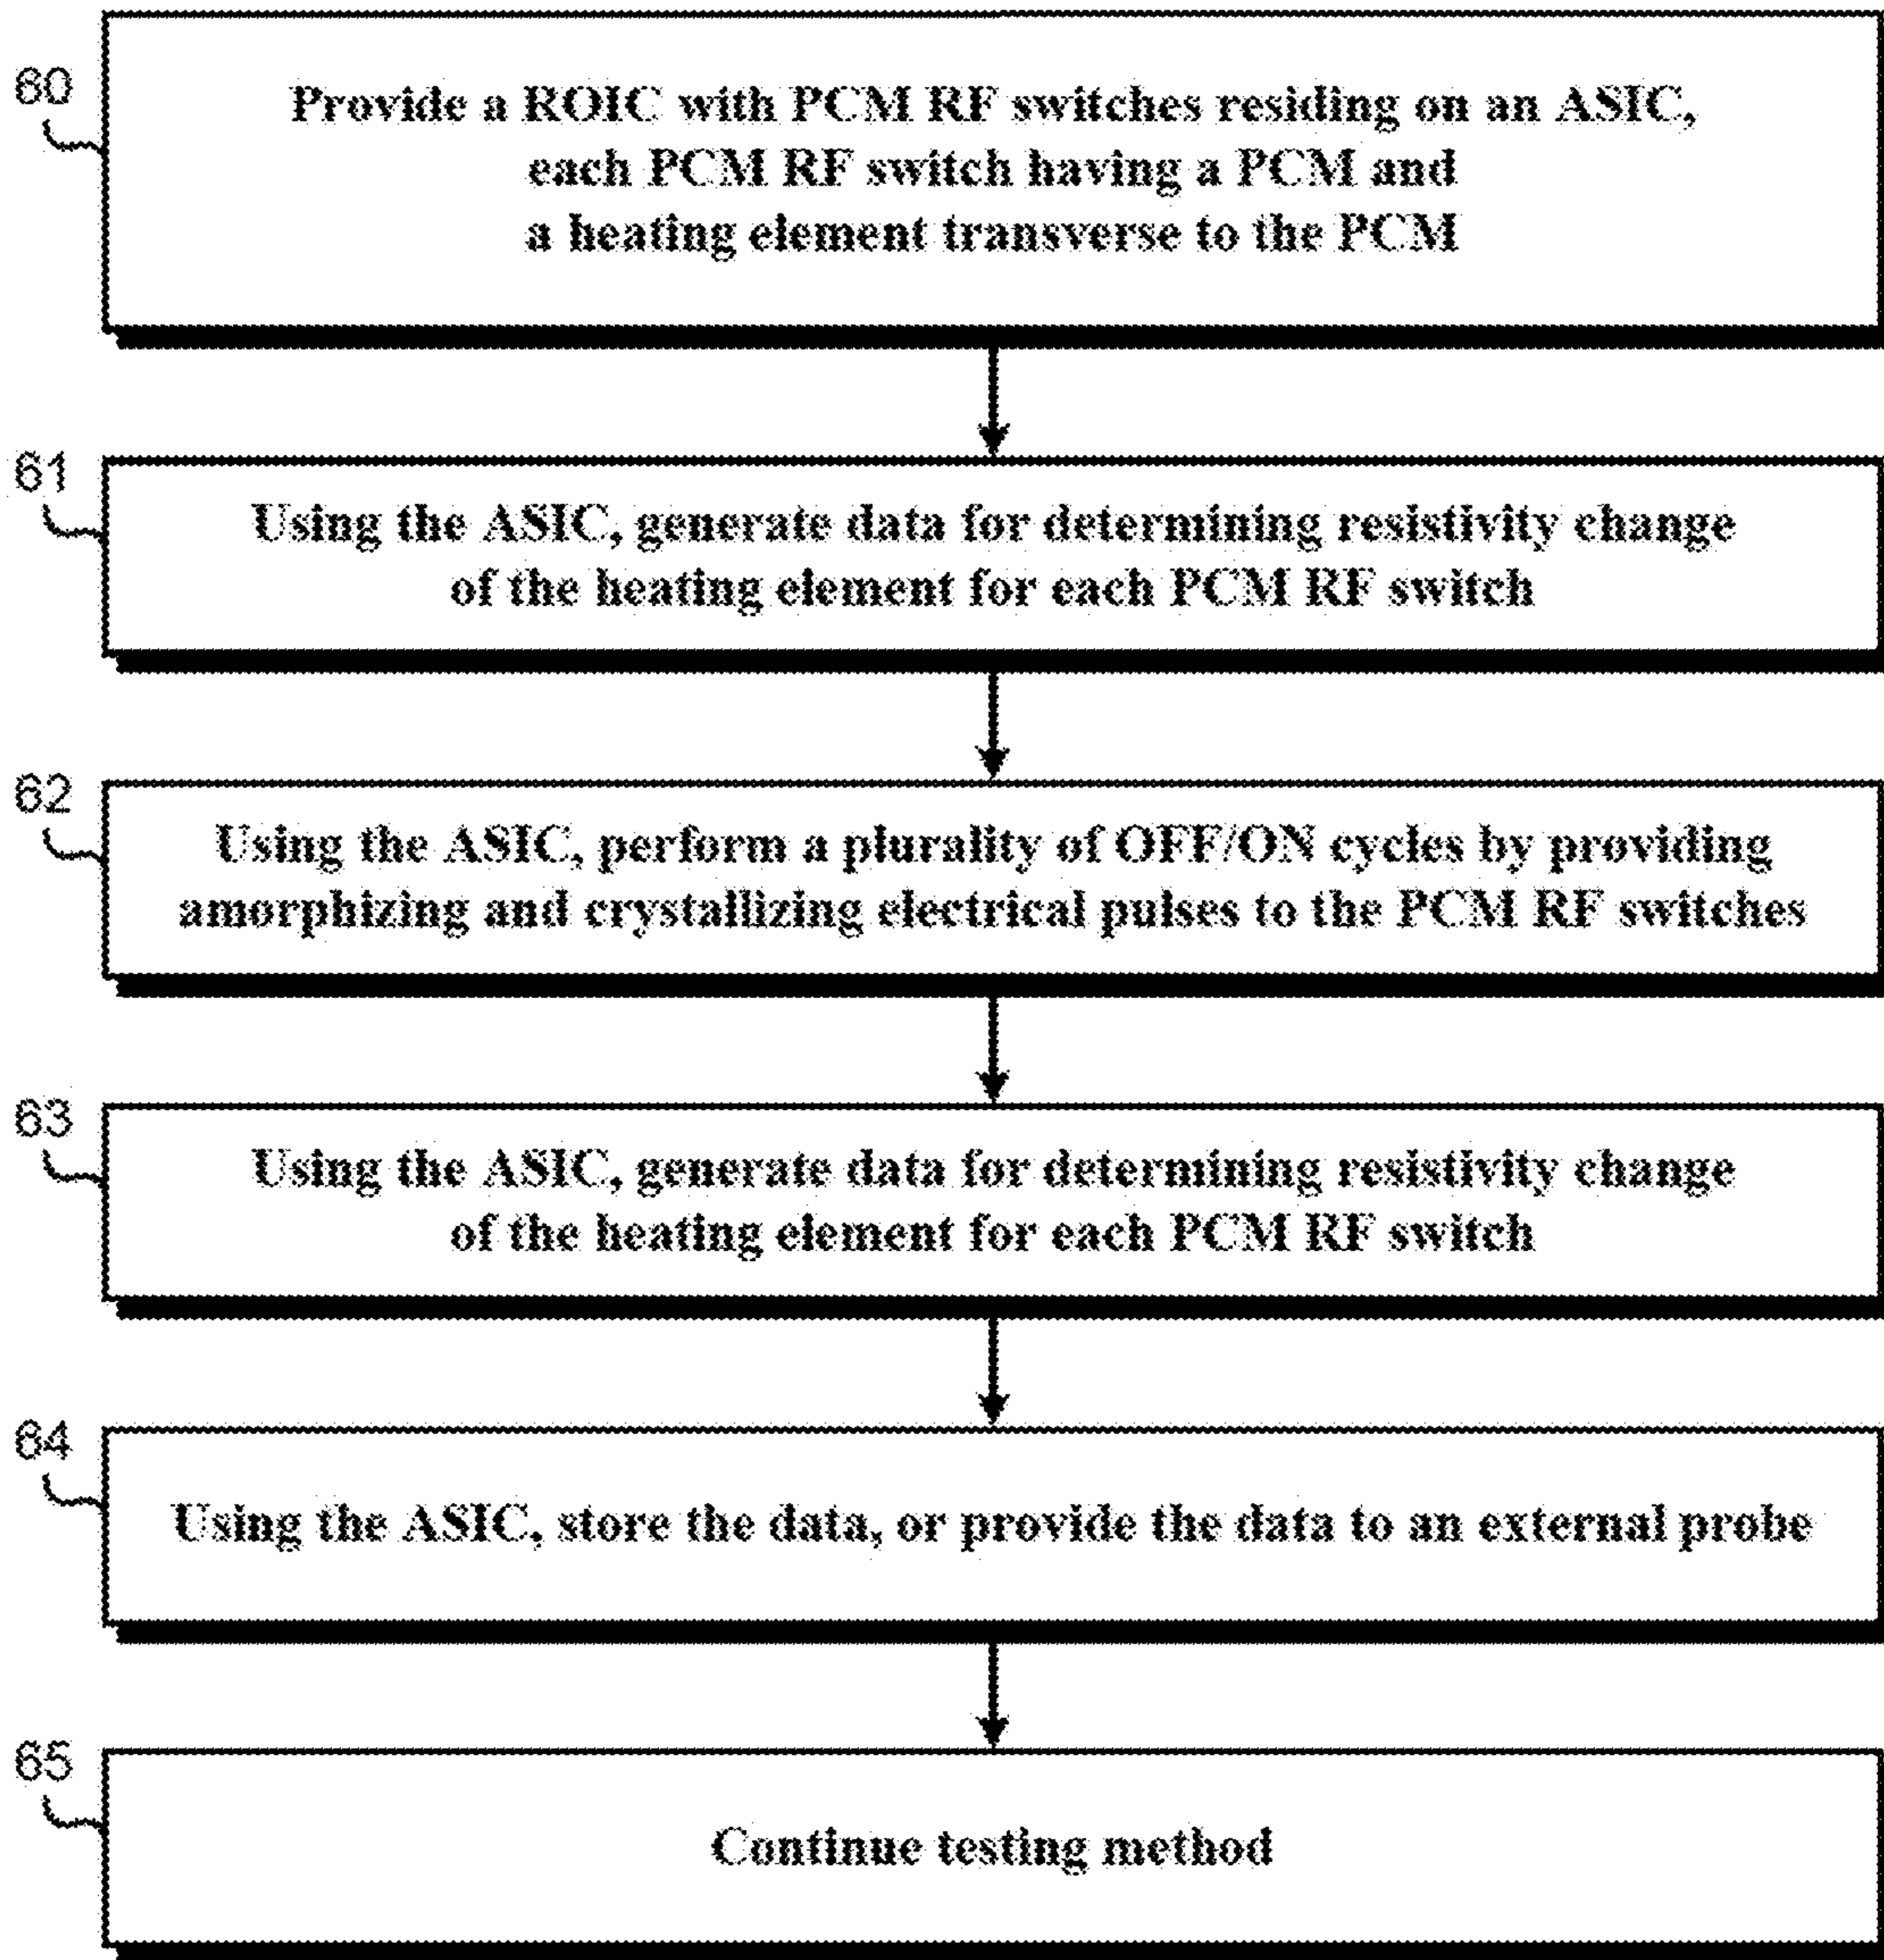 60
Provide a ROIC with PCM RF switches residing on an ASIC,
each PCM RF switch having a PCM and
a heating element transverse to the PCM
61
Using the ASIC, generate data for determining resistivity change
of the heating element for each PCM RF switch
62
Using the ASIC, perform a plurality of OFF/ON cycles by providing
amorphizing and crystallizing electrical pulses to the PCM RF switches
63
Using the ASIC, generate data for determining resistivity change
of the heating element for each PCM RF switch
64
Using the ASIC, store the data, or provide the data to an external probe
65
Continue testing method